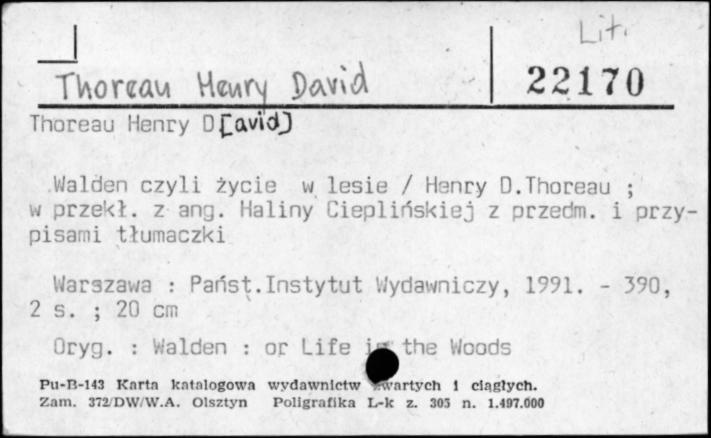 Lit.
Thoreau Henry David
22170
Thoreau Henry D[avid]
Walden czyli życie w lesie / Henry D.Thoreau ;
w przekł. z ang. Haliny Cieplińskiej z przedm. i przy-
pisami tłumaczki
Warszawa : Państ.Instytut Wydawniczy, 1991. - 390,
2 s. ; 20 cm
Oryg. : Walden : or Life in the Woods
Pu-B-143 Karta katalogowa wydawnictw zwartych i ciągłych.
Zam. 372/DW/W.A. Olsztyn Poligrafika L-k z. 305 n. 1.497.000